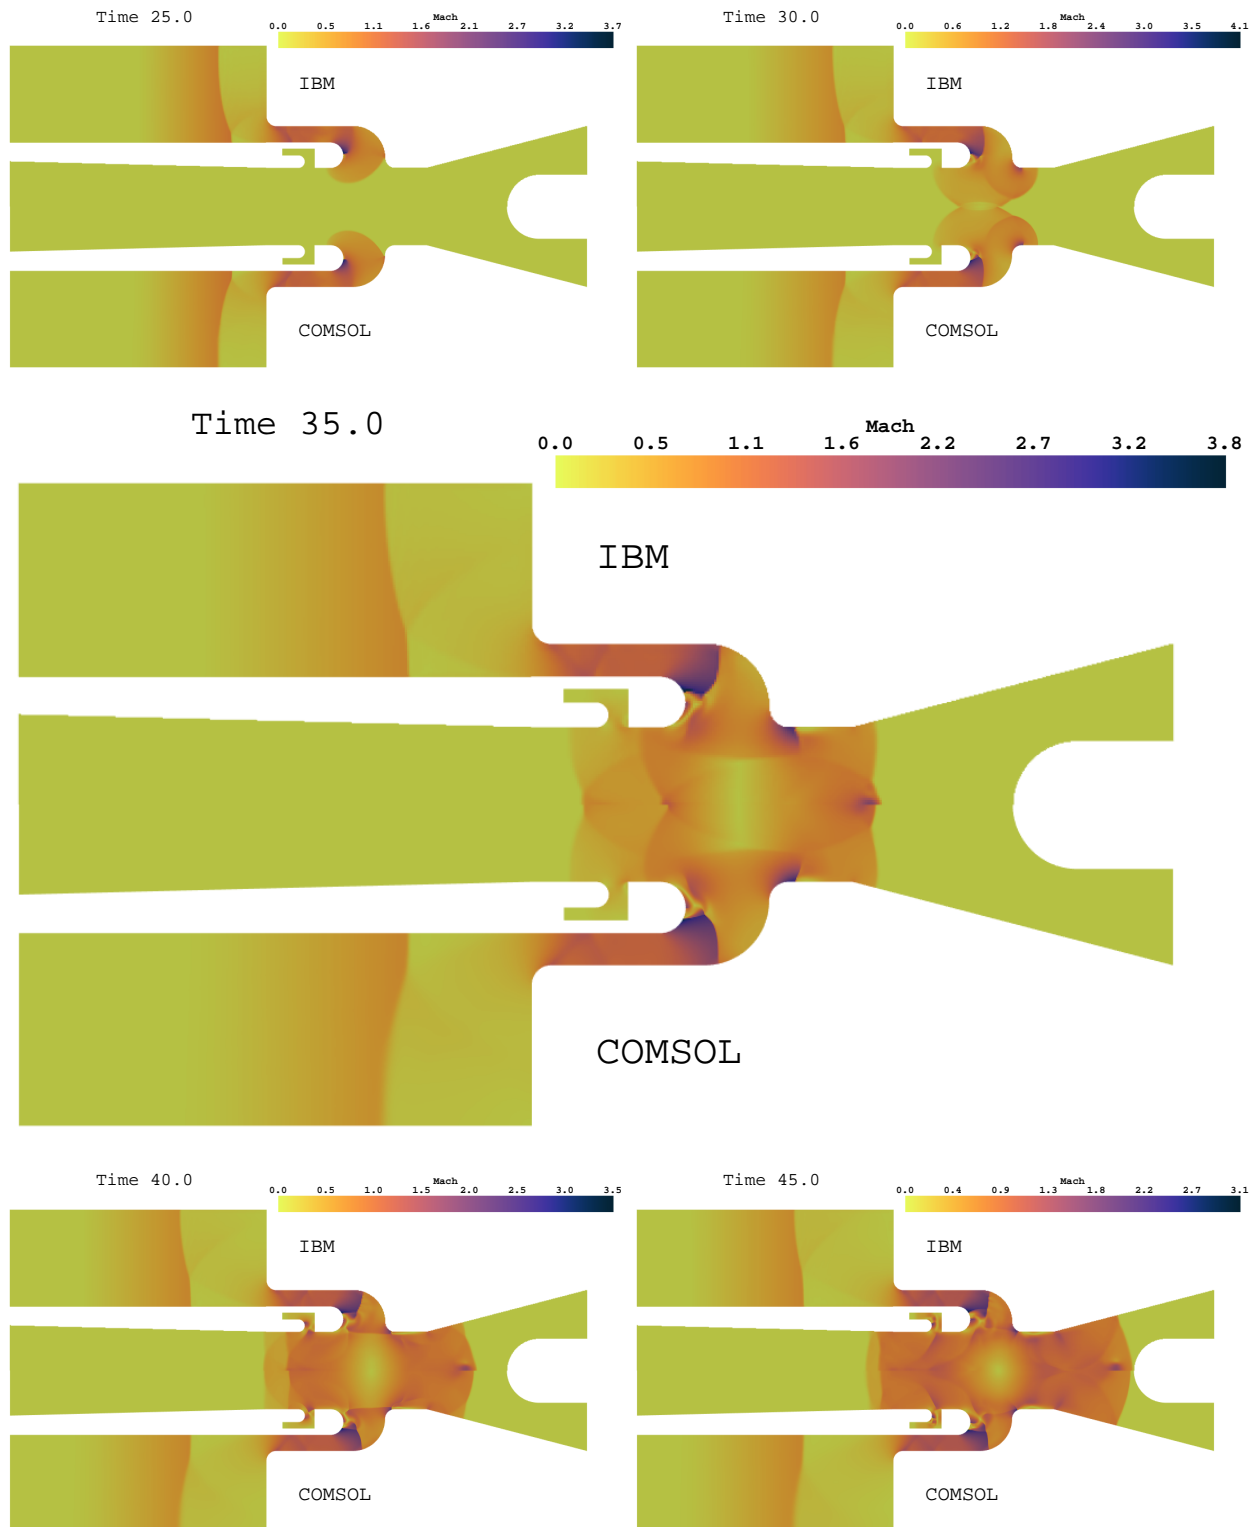 Time 25.0
Mach
0.0 0.5 1.1 1.6 2.1 2.7 3.2 3.7
IBM
COMSOL
Time 30.0
Mach
0.0 0.6 1.2 1.8 2.4 3.0 3.5 4.1
IBM
COMSOL
Time 35.0
Mach
0.0 0.5 1.1 1.6 2.2 2.7 3.2 3.8
IBM
COMSOL
Time 40.0
Mach
0.0 0.5 1.0 1.5 2.0 2.5 3.0 3.5
IBM
COMSOL
Time 45.0
Mach
0.0 0.4 0.9 1.3 1.8 2.2 2.7 3.1
IBM
COMSOL